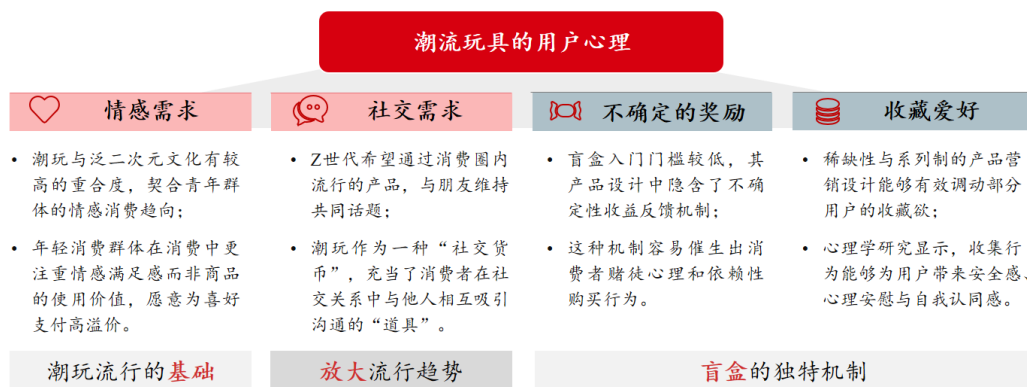 潮流玩具的用户心理
情感需求
• 潮玩与泛二次元文化有较
高的重合度，契合青年群
体的情感消费趋向；
• 年轻消费群体在消费中更
注重情感满足感而非商品
的使用价值，愿意为喜好
支付高溢价。
潮玩流行的基础
社交需求
• Z世代希望通过消费圈内
流行的产品，与朋友维持
共同话题；
• 潮玩作为一种“社交货
币”，充当了消费者在社
交关系中与他人相互吸引
沟通的“道具”。
放大流行趋势
不确定的奖励
• 盲盒入门门槛较低，其
产品设计中隐含了不确
定性收益反馈机制；
• 这种机制容易催生出消
费者赌徒心理和依赖性
购买行为。
收藏爱好
• 稀缺性与系列制的产品营
销设计能够有效调动部分
用户的收藏欲；
• 心理学研究显示，收集行
为能够为用户带来安全感、
心理安慰与自我认同感。
盲盒的独特机制